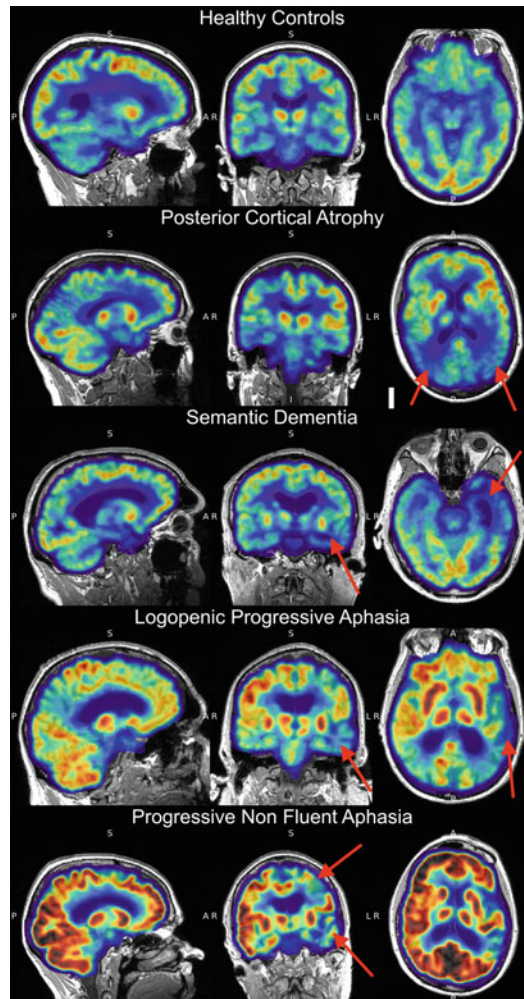 Healthy Controls
S S A
P A R L R
P
Posterior Cortical Atrophy
S S A
P A R L R
I
Semantic Dementia
S S
P A R L R
Logopenic Progressive Aphasia
S S A
P A R L R
Progressive Non Fluent Aphasia
S S
P A R L R